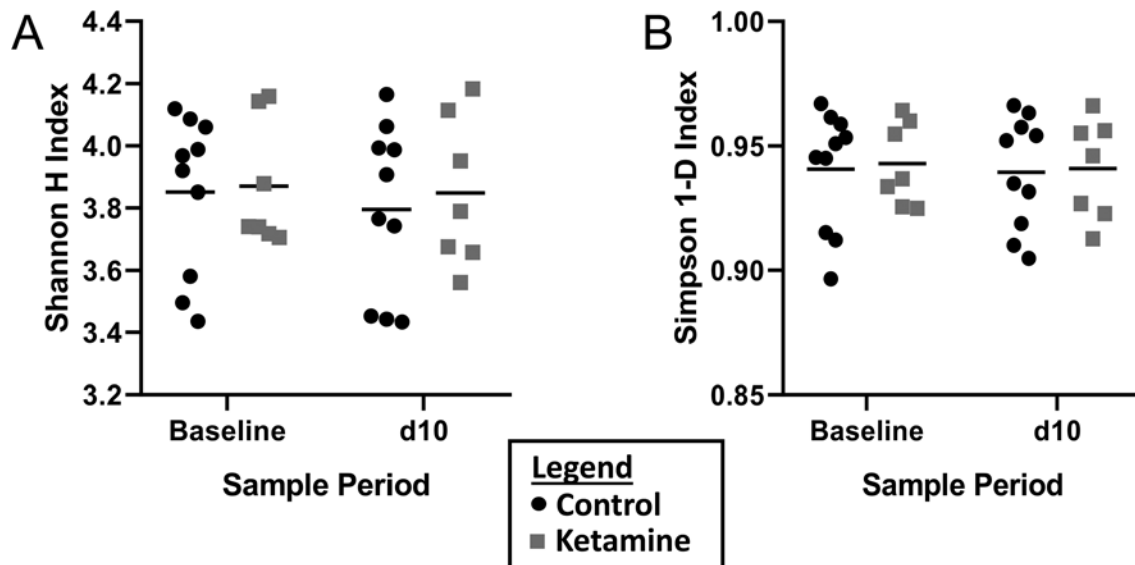 A
Shannon H Index
4.4
4.2
4.0
3.8
3.6
3.4
3.2
Baseline
d10
Sample Period
B
Simpson 1-D Index
1.00
0.95
0.90
0.85
Baseline
d10
Sample Period
Legend
Control
Ketamine